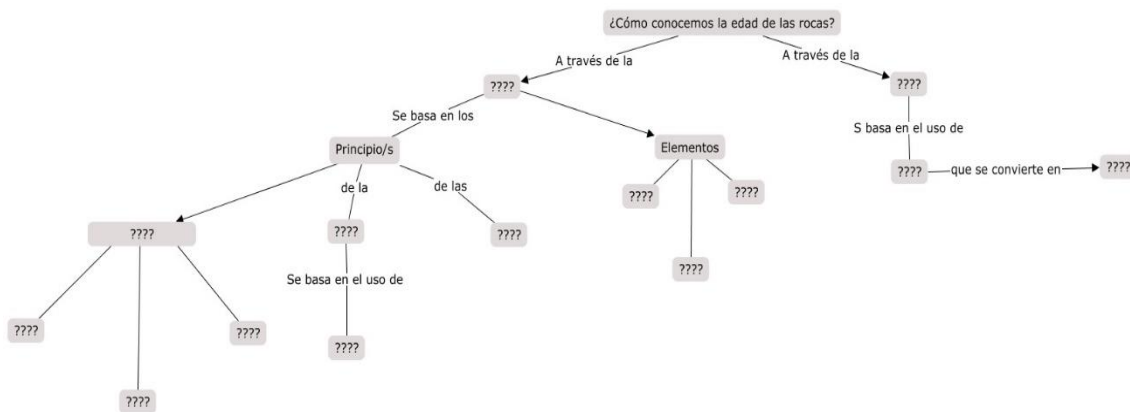 ¿Cómo conocemos la edad de las rocas?
A través de la
A través de la
????
????
Se basa en los
S basa en el uso de
Principio/s
Elementos
????
que se convierte en
????
de la
de las
????
????
????
????
????
????
Se basa en el uso de
????
????
????
????
????